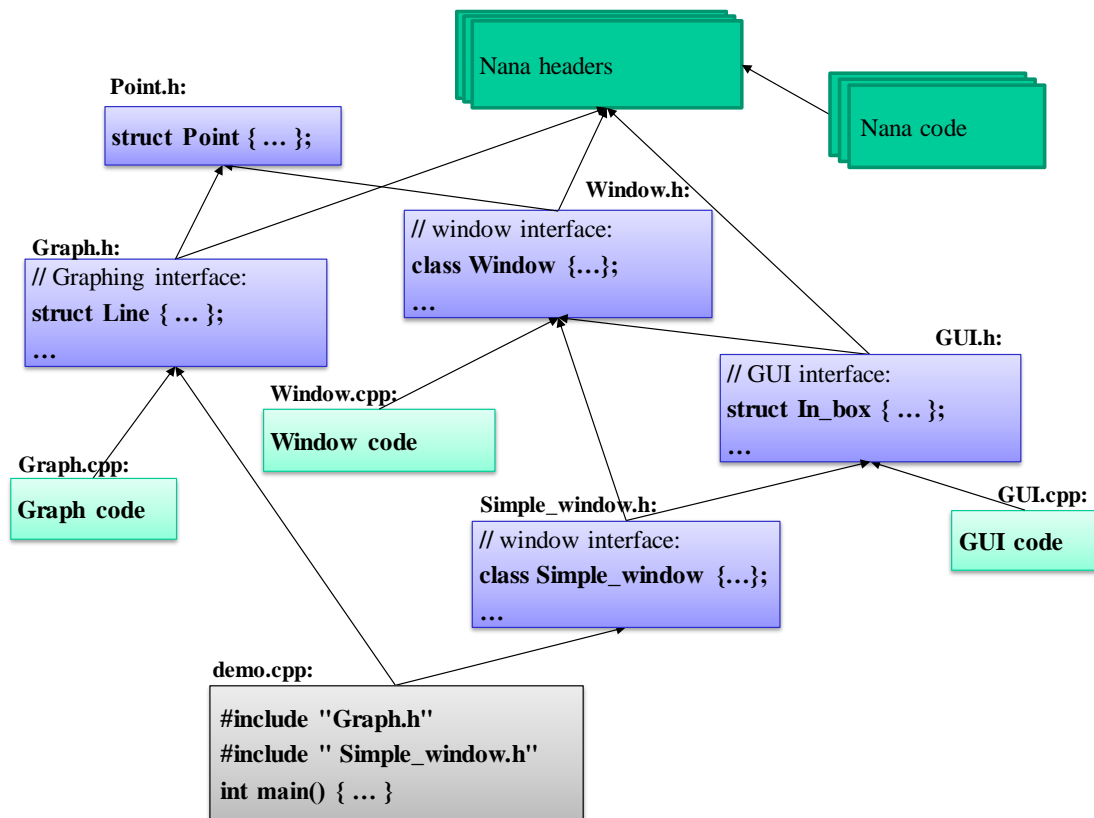 Nana headers
Point.h:
struct Point { … };
Nana code
Window.h:
// window interface:
class Window {…};
…
Graph.h:
// Graphing interface:
struct Line { … };
…
GUI.h:
// GUI interface:
struct In_box { … };
…
Window.cpp:
Window code
Graph.cpp:
Graph code
Simple_window.h:
// window interface:
class Simple_window {…};
…
GUI.cpp:
GUI code
demo.cpp:
#include "Graph.h"
#include " Simple_window.h"
int main() { … }